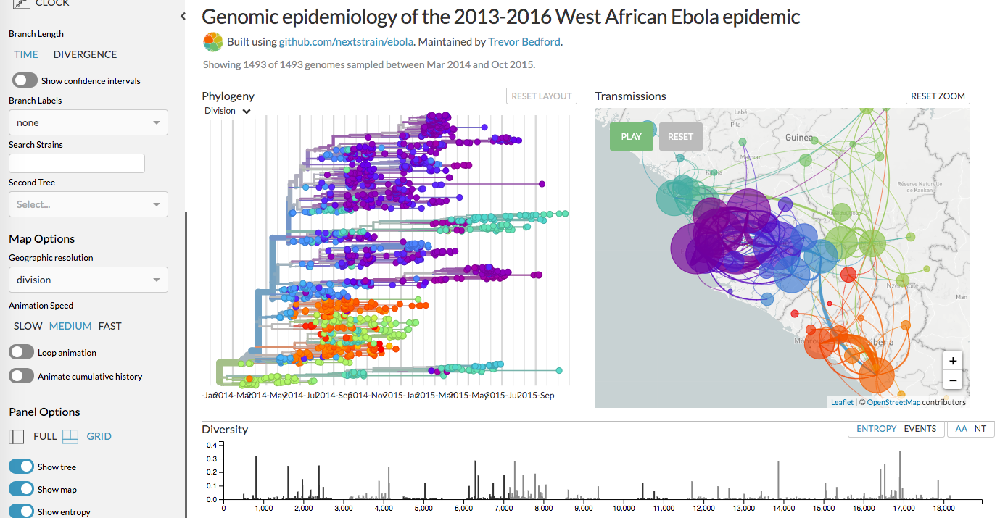 CLOCK
Branch Length
TIME DIVERGENCE
Show confidence intervals
Branch Labels
none
Search Strains
Second Tree
Select...
Map Options
Geographic resolution
division
Animation Speed
SLOW MEDIUM FAST
Loop animation
Animate cumulative history
Panel Options
FULL GRID
Show tree
Show map
Show entropy
Genomic epidemiology of the 2013-2016 West African Ebola epidemic
Built using github.com/nextstrain/ebola. Maintained by Trevor Bedford.
Showing 1493 of 1493 genomes sampled between Mar 2014 and Oct 2015.
Phylogeny
RESET LAYOUT
Division
-Jan 2014-Mar 2014-May 2014-Jul 2014-Sep 2014-Nov 2015-Jan 2015-Mar 2015-May 2015-Jul 2015-Sep
Transmissions
RESET ZOOM
PLAY RESET
Labé
Pita
Guinea
Mamou
Réserve Naturelle
de Kankan
Liberia
Man
+
−
Leaflet | © OpenStreetMap contributors
Diversity
ENTROPY EVENTS
AA NT
0.4
0.3
0.2
0.1
0.0
0 1,000 2,000 3,000 4,000 5,000 6,000 7,000 8,000 9,000 10,000 11,000 12,000 13,000 14,000 15,000 16,000 17,000 18,000